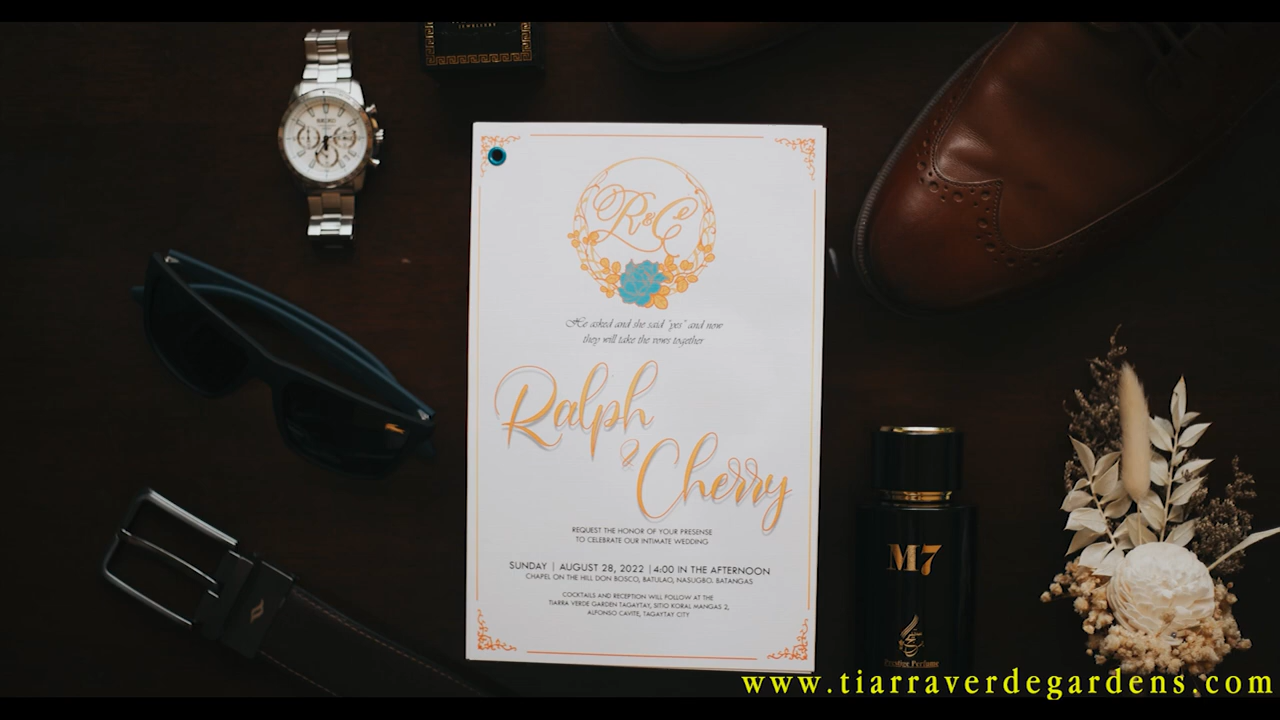 JEWELLERY
SEIKO
R&C
He asked and she said "yes" and now
they will take the vows together
Ralph
& Cherry
REQUEST THE HONOR OF YOUR PRESENSE
TO CELEBRATE OUR INTIMATE WEDDING
SUNDAY | AUGUST 28, 2022 | 4:00 IN THE AFTERNOON
CHAPEL ON THE HILL DON BOSCO, BATULAO, NASUGBO. BATANGAS
COCKTAILS AND RECEPTION WILL FOLLOW AT THE
TIARRA VERDE GARDEN TAGAYTAY, SITIO KORAL MANGAS 2,
ALFONSO CAVITE, TAGAYTAY CITY
M7
Prestige Perfume
www.tiarraverdegardens.com